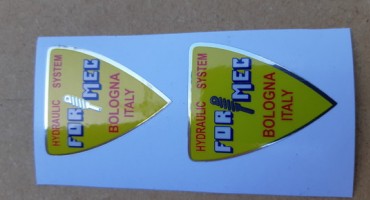 HYDRAULIC SYSTEM
FOR MEC
BOLOGNA
ITALY
HYDRAULIC SYSTEM
FOR MEC
BOLOGNA
ITALY